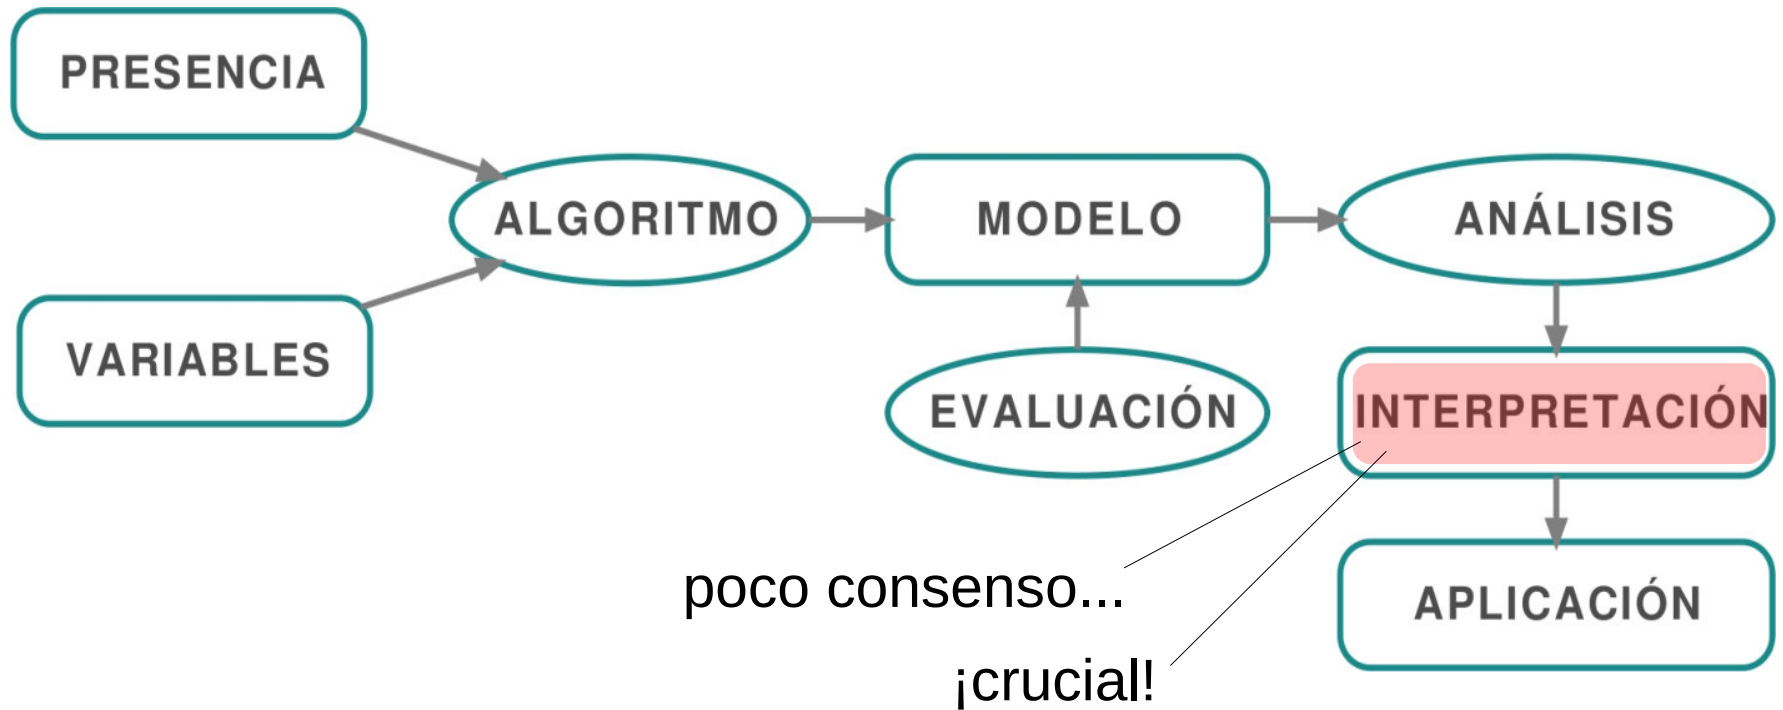 PRESENCIA
VARIABLES
ALGORITMO
MODELO
ANÁLISIS
EVALUACIÓN
INTERPRETACIÓN
APLICACIÓN
poco consenso...
¡crucial!